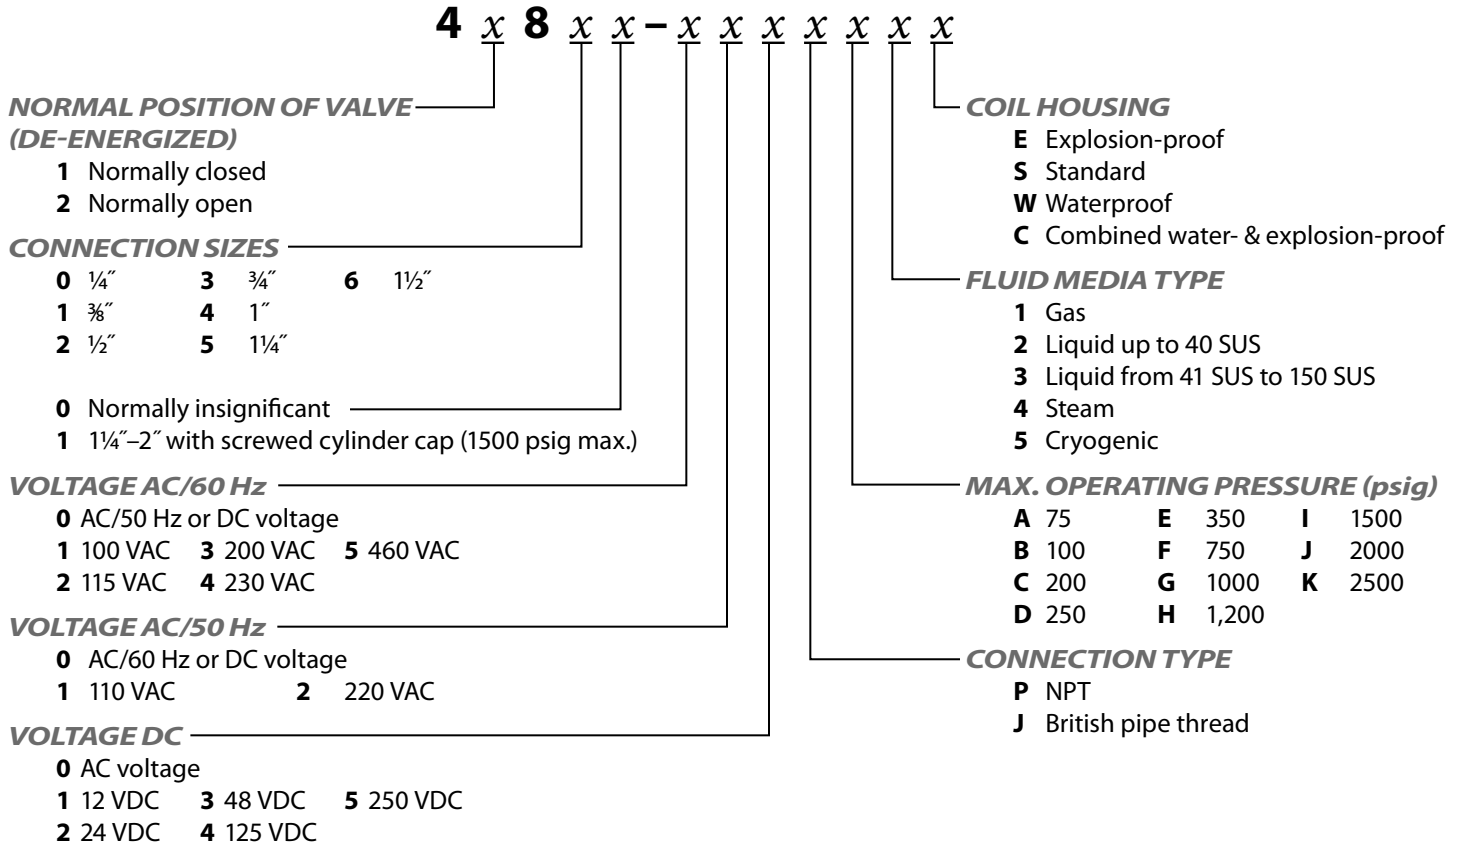 4 x 8 x x – x x x x x x x
NORMAL POSITION OF VALVE
(DE-ENERGIZED)
1 Normally closed
2 Normally open
CONNECTION SIZES
0 ¼˝ 3 ¾˝ 6 1½˝
1 ⅜˝ 4 1˝
2 ½˝ 5 1¼˝
0 Normally insignificant
1 1¼˝–2˝ with screwed cylinder cap (1500 psig max.)
VOLTAGE AC/60 Hz
0 AC/50 Hz or DC voltage
1 100 VAC 3 200 VAC 5 460 VAC
2 115 VAC 4 230 VAC
VOLTAGE AC/50 Hz
0 AC/60 Hz or DC voltage
1 110 VAC 2 220 VAC
VOLTAGE DC
0 AC voltage
1 12 VDC 3 48 VDC 5 250 VDC
2 24 VDC 4 125 VDC
COIL HOUSING
E Explosion-proof
S Standard
W Waterproof
C Combined water- & explosion-proof
FLUID MEDIA TYPE
1 Gas
2 Liquid up to 40 SUS
3 Liquid from 41 SUS to 150 SUS
4 Steam
5 Cryogenic
MAX. OPERATING PRESSURE (psig)
A 75 E 350 I 1500
B 100 F 750 J 2000
C 200 G 1000 K 2500
D 250 H 1,200
CONNECTION TYPE
P NPT
J British pipe thread